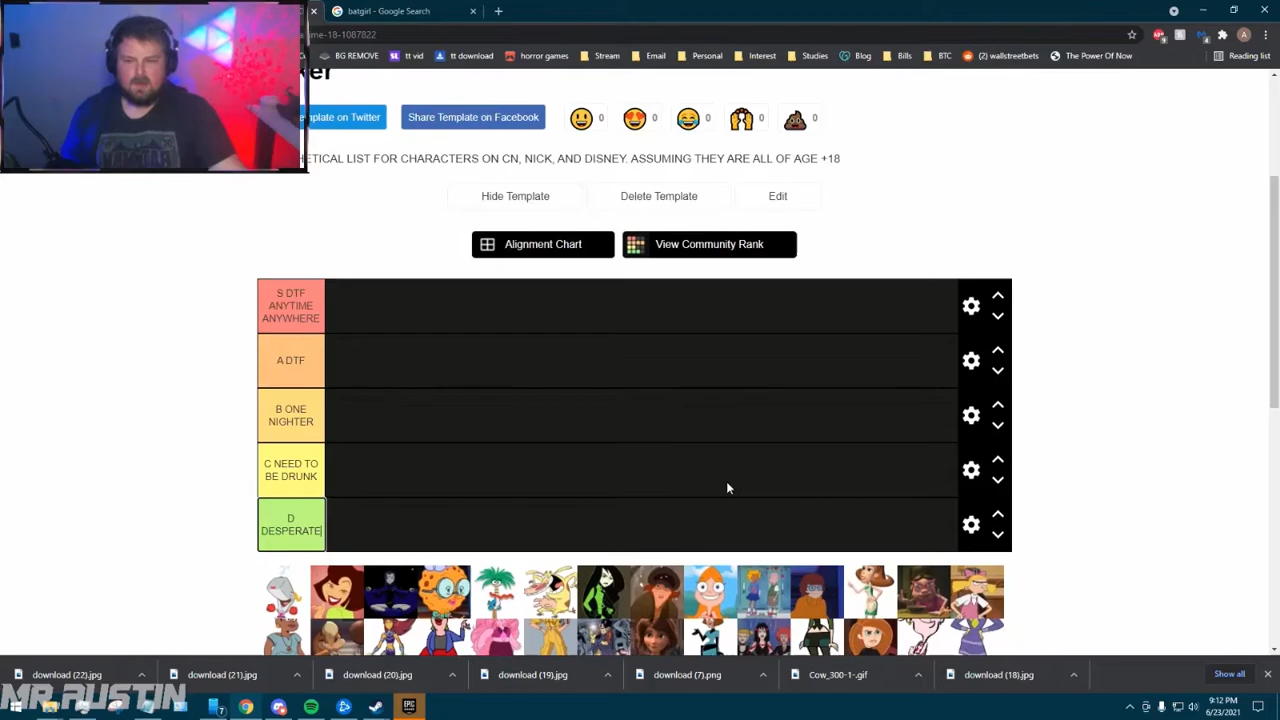 batgirl - Google Search
time-18-1087822
BG REMOVE
tt vid
tt download
horror games
Stream
Email
Personal
Interest
Studies
Blog
Bills
BTC
(2) wallstreetbets
The Power Of Now
Reading list
Share Template on Facebook
0
0
0
0
0
HETICAL LIST FOR CHARACTERS ON CN, NICK, AND DISNEY. ASSUMING THEY ARE ALL OF AGE +18
Hide Template
Delete Template
Edit
Alignment Chart
View Community Rank
S DTF
ANYTIME
ANYWHERE
A DTF
B ONE
NIGHTER
C NEED TO
BE DRUNK
D
DESPERATE
download (22).jpg
download (21).jpg
download (20).jpg
download (19).jpg
download (7).png
Cow_300-1-.gif
download (18).jpg
Show all
MR.AUSTIN
9:12 PM
6/23/2021